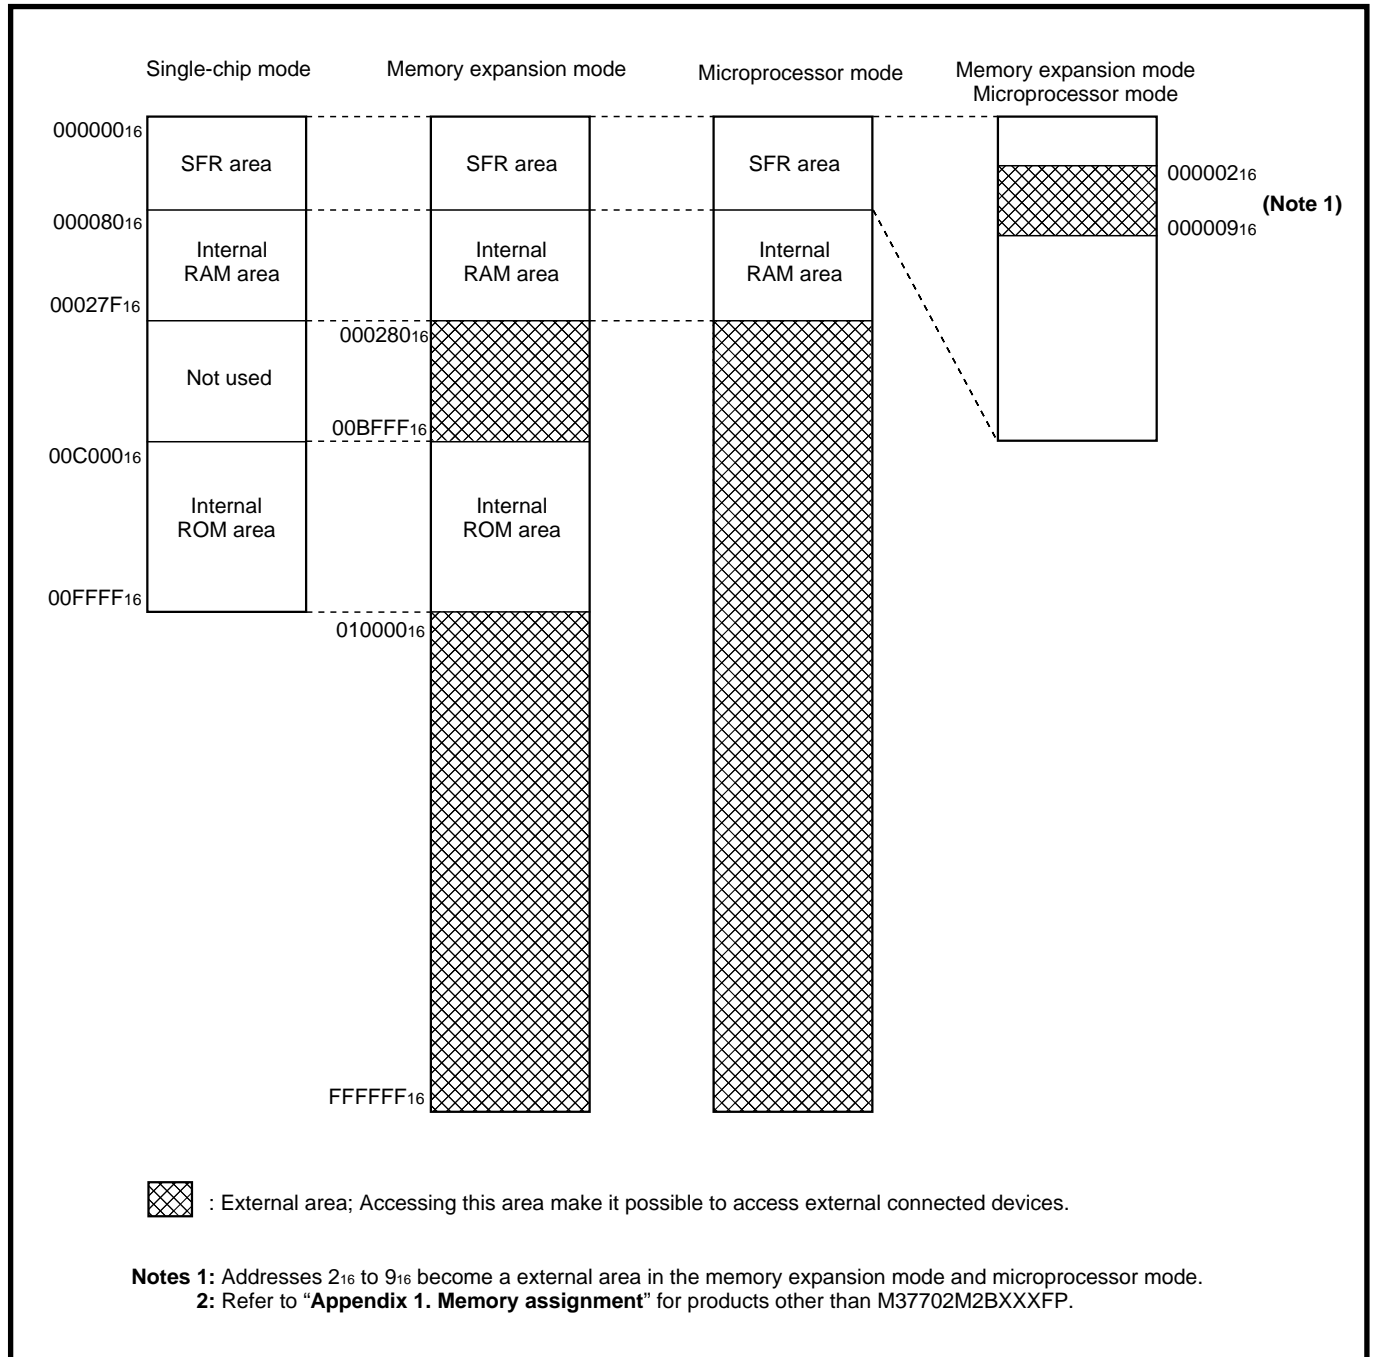 Single-chip mode
Memory expansion mode
Microprocessor mode
Memory expansion mode
Microprocessor mode
000000₁₆
SFR area
SFR area
SFR area
000002₁₆
(Note 1)
000009₁₆
000080₁₆
Internal
RAM area
Internal
RAM area
Internal
RAM area
00027F₁₆
000280₁₆
Not used
00BFFF₁₆
00C000₁₆
Internal
ROM area
Internal
ROM area
00FFFF₁₆
010000₁₆
FFFFFF₁₆
: External area; Accessing this area make it possible to access external connected devices.
Notes 1: Addresses 2₁₆ to 9₁₆ become a external area in the memory expansion mode and microprocessor mode.
2: Refer to “Appendix 1. Memory assignment” for products other than M37702M2BXXXFP.